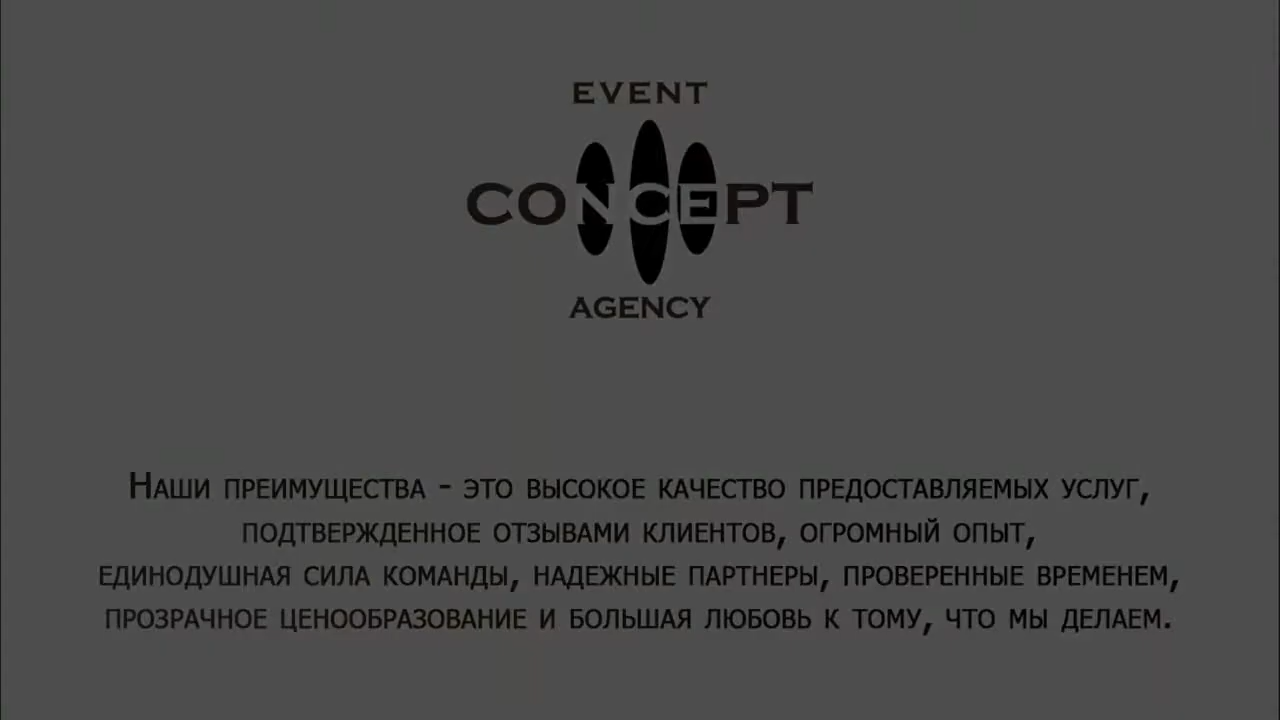 EVENT
CONCEPT
AGENCY
Наши преимущества - это высокое качество предоставляемых услуг,
подтвержденное отзывами клиентов, огромный опыт,
единодушная сила команды, надежные партнеры, проверенные временем,
прозрачное ценообразование и большая любовь к тому, что мы делаем.